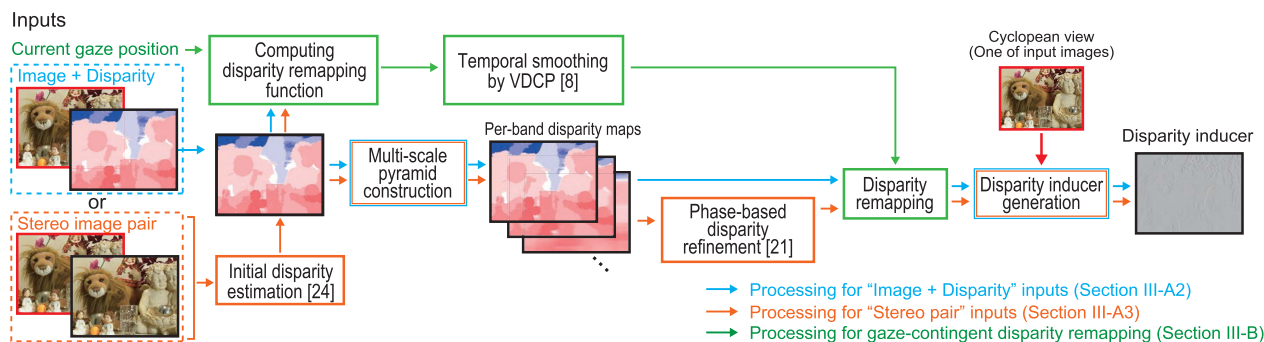 Inputs
Current gaze position
Image + Disparity
or
Stereo image pair
Computing
disparity remapping
function
Temporal smoothing
by VDCP [8]
Initial disparity
estimation [24]
Multi-scale
pyramid
construction
Per-band disparity maps
Phase-based
disparity
refinement [21]
Disparity
remapping
Cyclopean view
(One of input images)
Disparity inducer
generation
Disparity inducer
Processing for “Image + Disparity” inputs (Section III-A2)
Processing for “Stereo pair” inputs (Section III-A3)
Processing for gaze-contingent disparity remapping (Section III-B)